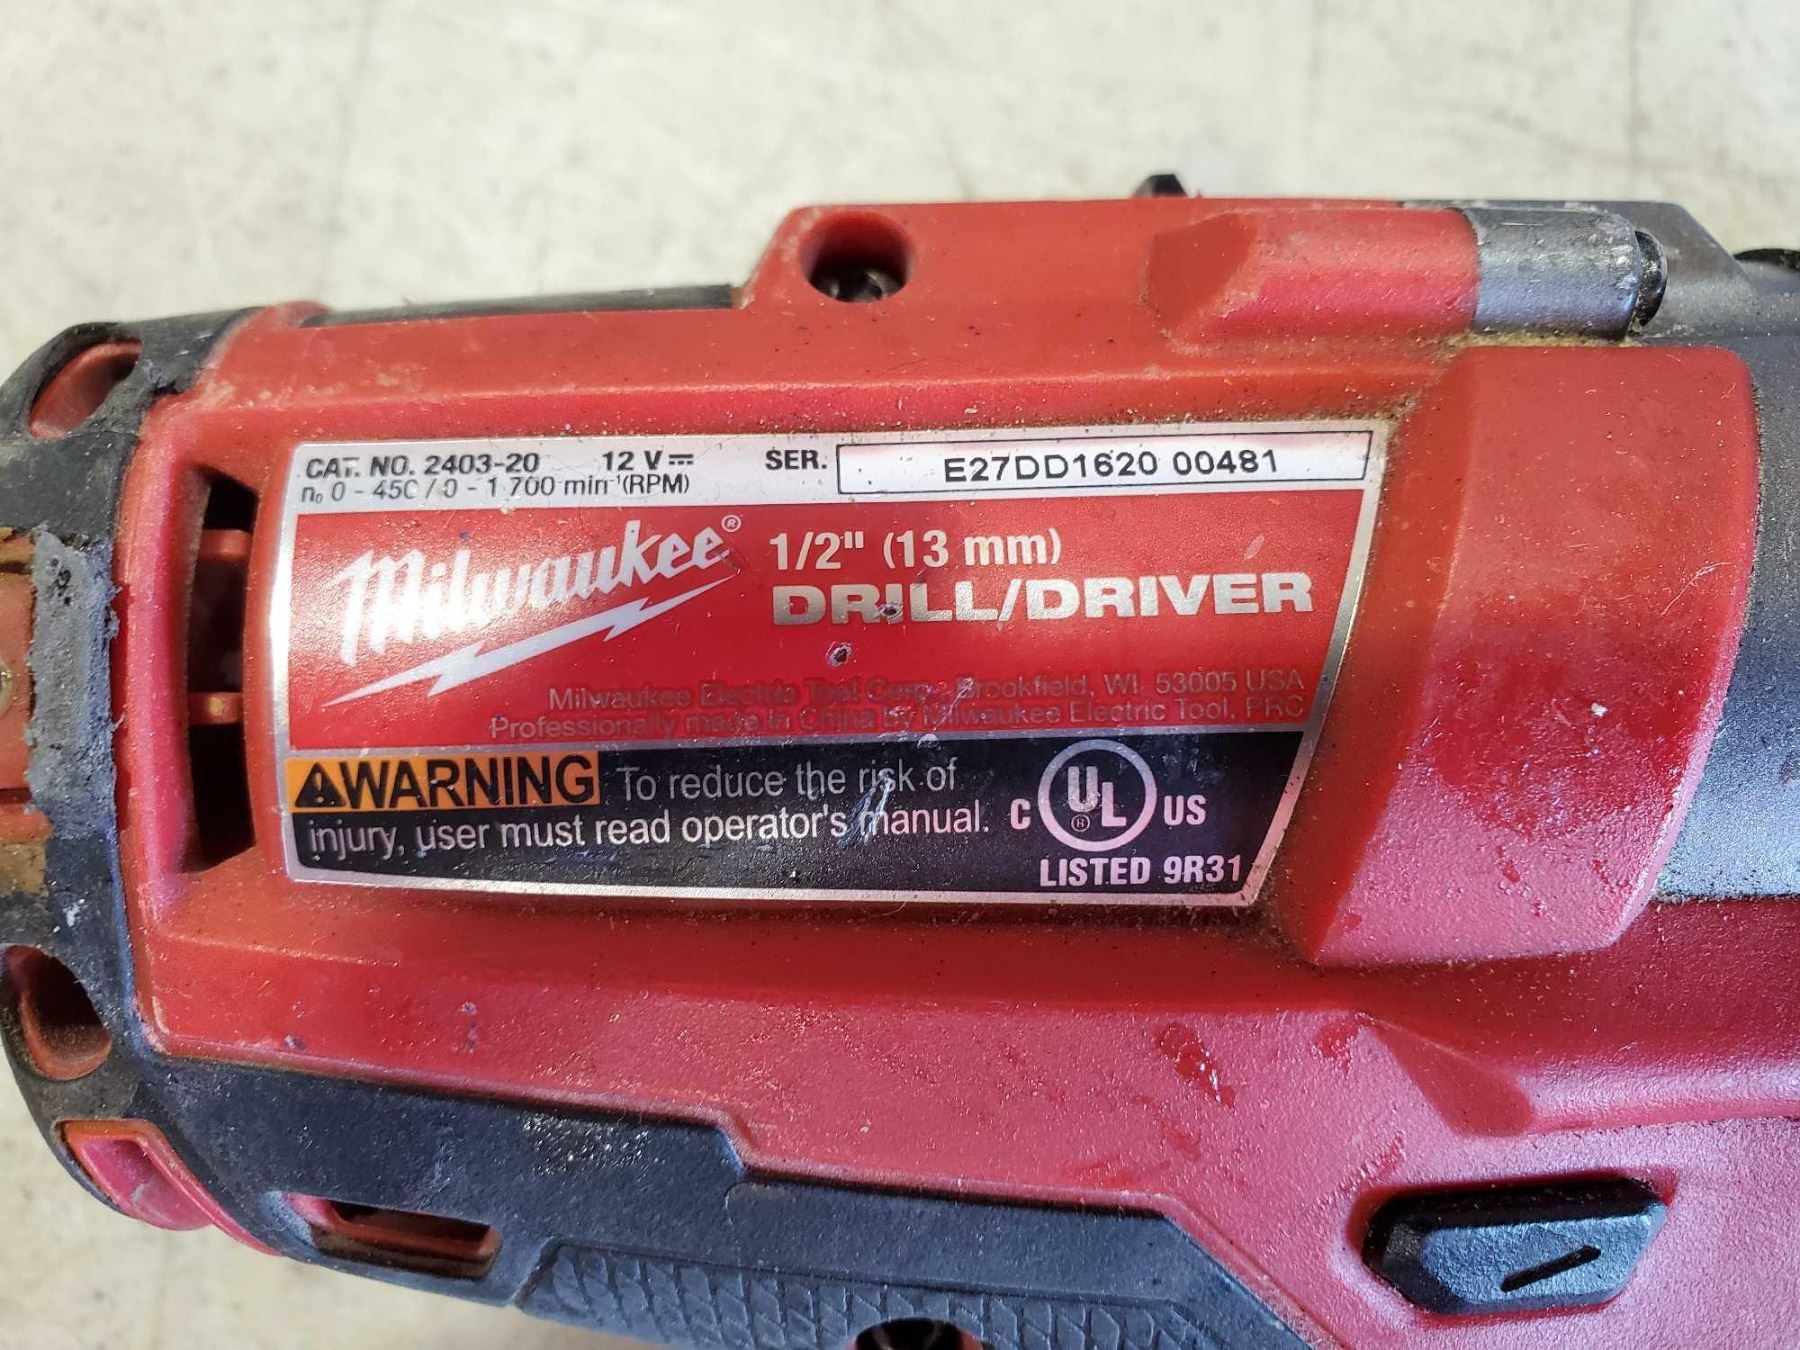 CAT. NO. 2403-20 12 V⎓ SER. E27DD1620 00481
n₀ 0 - 450 / 0 - 1 700 min⁻¹(RPM)
Milwaukee® 1/2" (13 mm)
DRILL/DRIVER
Milwaukee Electric Tool Corp., Brookfield, WI 53005 USA
Professionally made in China by Milwaukee Electric Tool, PRC
⚠WARNING To reduce the risk of
injury, user must read operator's manual.
C UL® US
LISTED 9R31